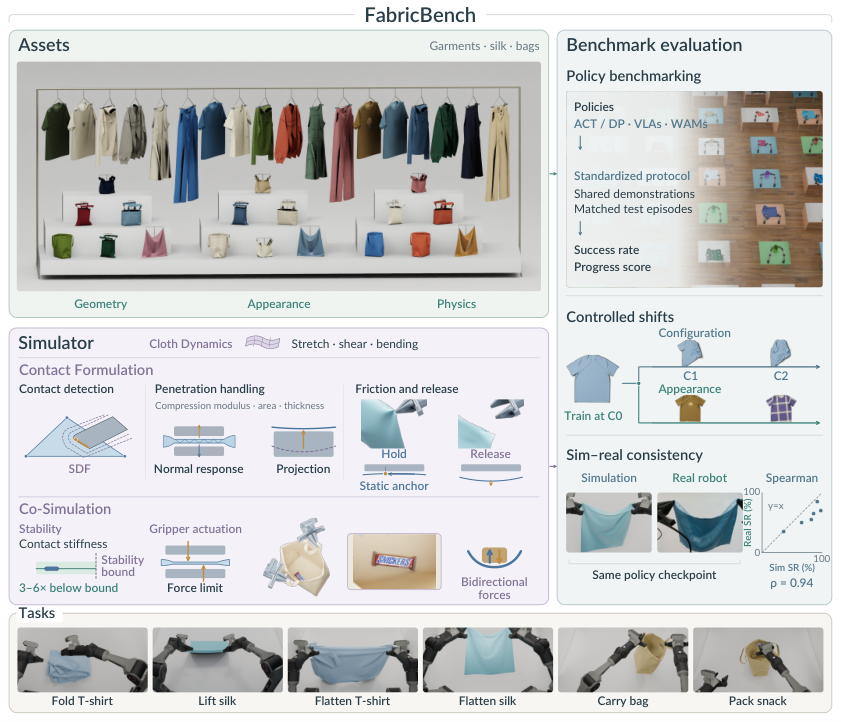 FabricBench
Assets
Garments · silk · bags
Geometry
Appearance
Physics
Simulator
Cloth Dynamics
Stretch · shear · bending
Contact Formulation
Contact detection
SDF
Penetration handling
Compression modulus · area · thickness
Normal response
Projection
Friction and release
Hold
Release
Static anchor
Co-Simulation
Stability
Contact stiffness
Stability
bound
3–6× below bound
Gripper actuation
Force limit
SNICKERS
Bidirectional
forces
Benchmark evaluation
Policy benchmarking
Policies
ACT / DP · VLAs · WAMs
Standardized protocol
Shared demonstrations
Matched test episodes
Success rate
Progress score
Controlled shifts
Configuration
C1
C2
Appearance
Train at C0
Sim–real consistency
Simulation
Real robot
Spearman
100
y=x
Real SR (%)
0
100
Sim SR (%)
ρ = 0.94
Same policy checkpoint
Tasks
Fold T-shirt
Lift silk
Flatten T-shirt
Flatten silk
Carry bag
Pack snack